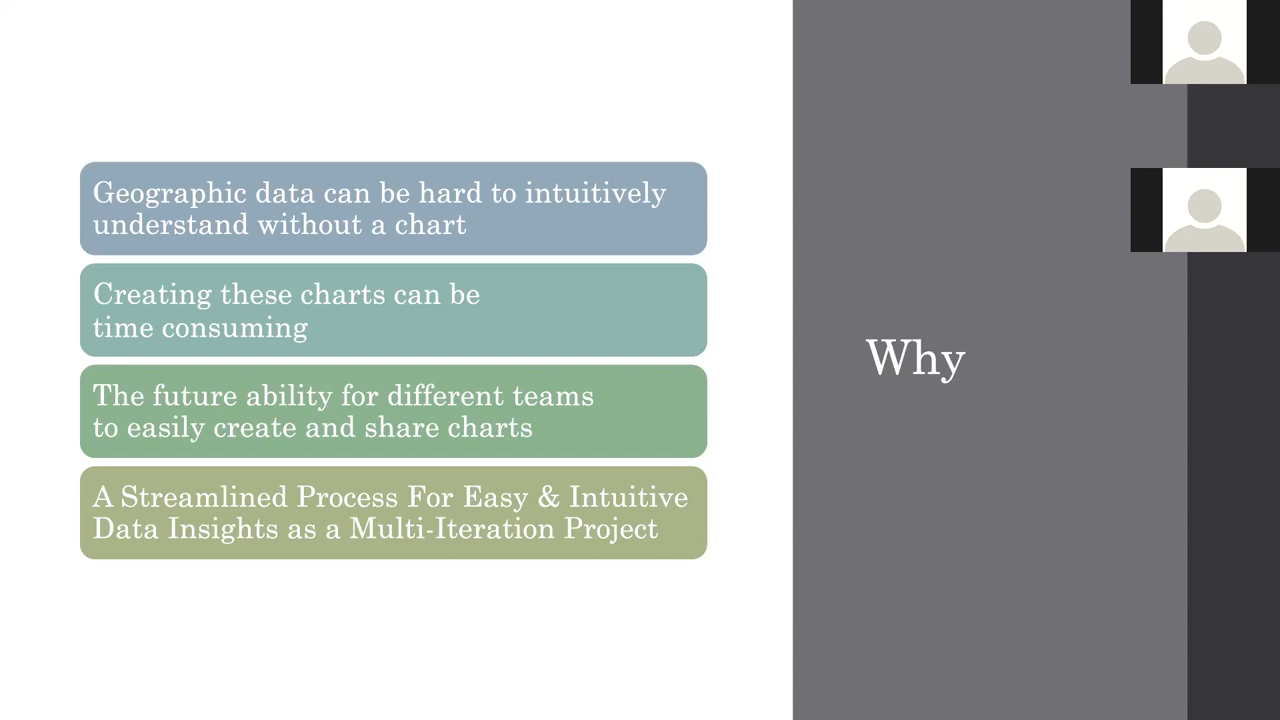 Geographic data can be hard to intuitively
understand without a chart
Creating these charts can be
time consuming
The future ability for different teams
to easily create and share charts
A Streamlined Process For Easy & Intuitive
Data Insights as a Multi-Iteration Project
Why